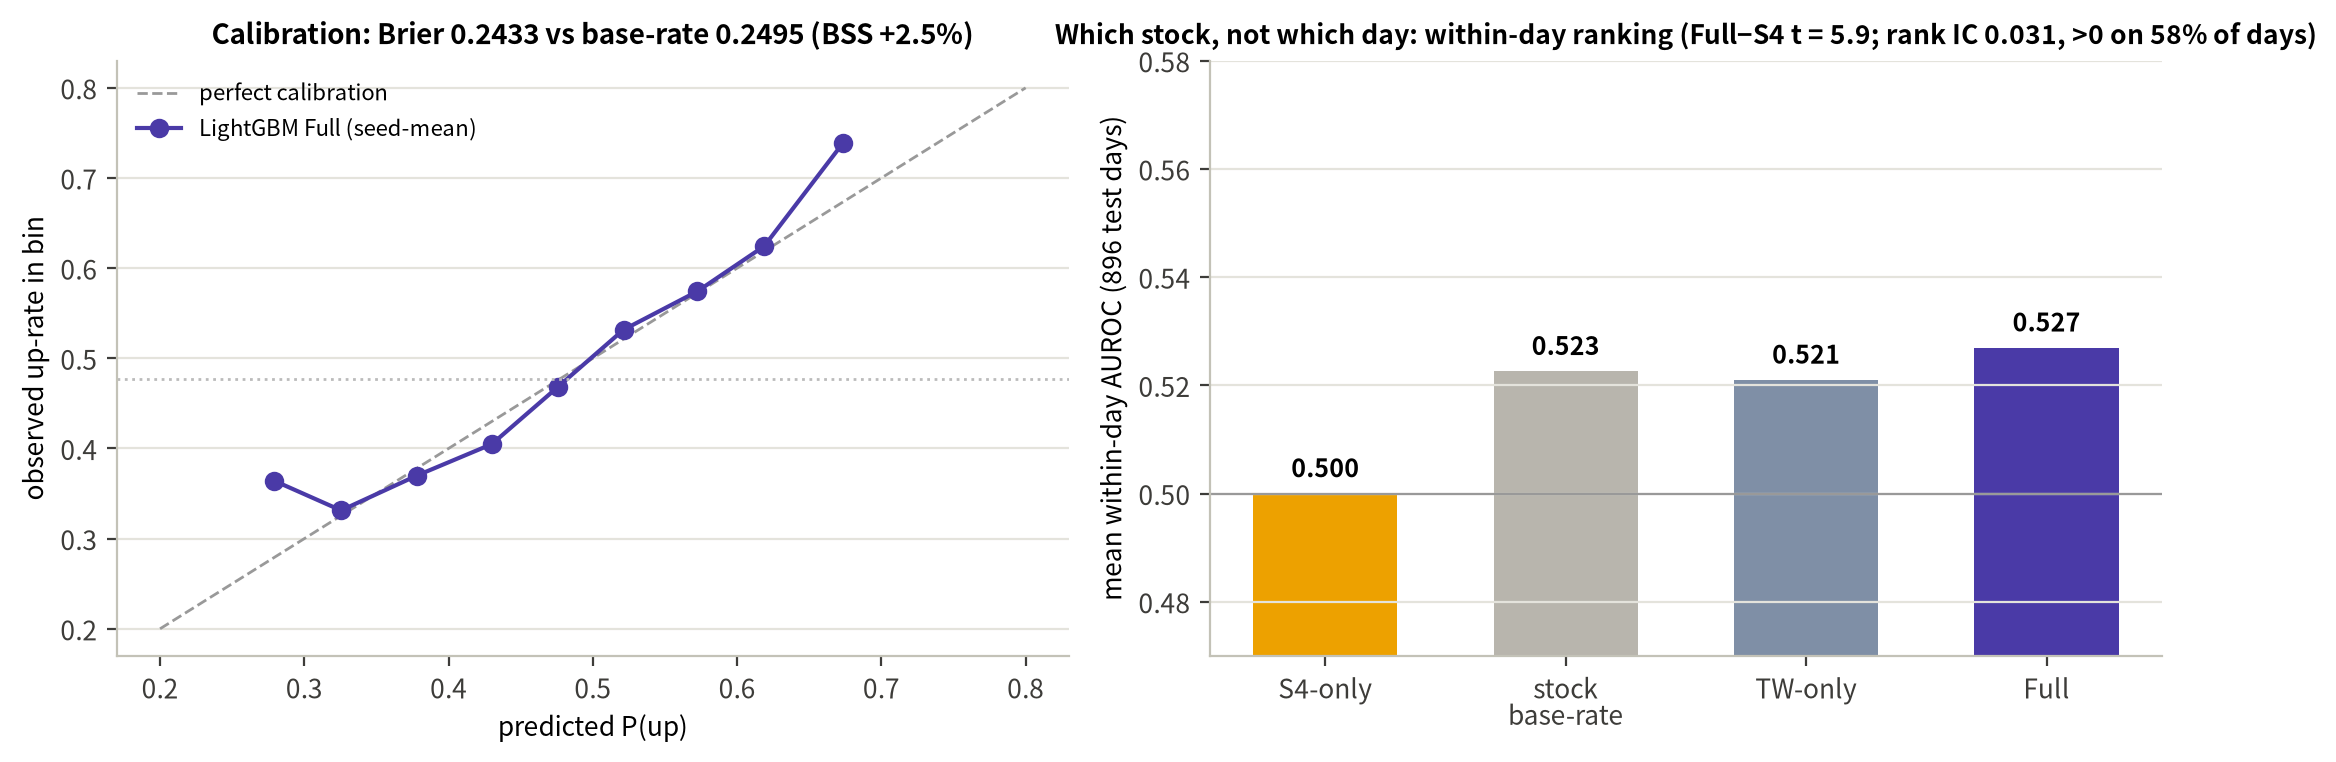 Calibration: Brier 0.2433 vs base-rate 0.2495 (BSS +2.5%)
perfect calibration
LightGBM Full (seed-mean)
observed up-rate in bin
0.8
0.7
0.6
0.5
0.4
0.3
0.2
0.2 0.3 0.4 0.5 0.6 0.7 0.8
predicted P(up)
Which stock, not which day: within-day ranking (Full−S4 t = 5.9; rank IC 0.031, >0 on 58% of days)
mean within-day AUROC (896 test days)
0.58
0.56
0.54
0.52
0.50
0.48
0.500
0.523
0.521
0.527
S4-only
stock
base-rate
TW-only
Full